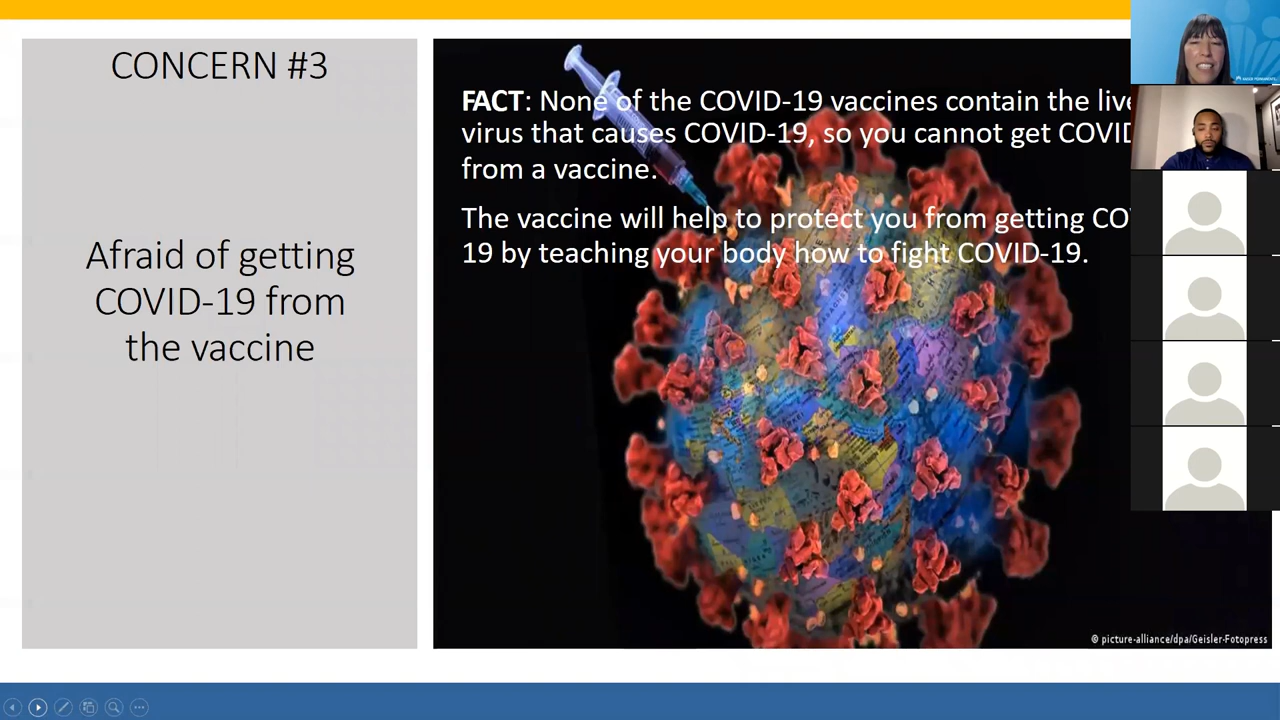 CONCERN #3
Afraid of getting
COVID-19 from
the vaccine
FACT: None of the COVID-19 vaccines contain the live
virus that causes COVID-19, so you cannot get COVID
from a vaccine.
The vaccine will help to protect you from getting CO
19 by teaching your body how to fight COVID-19.
© picture-alliance/dpa/Geisler-Fotopress